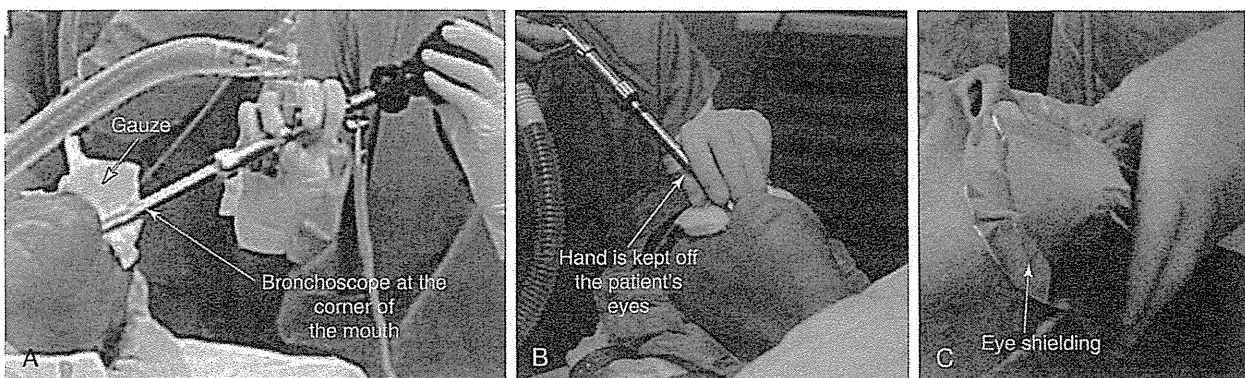 Gauze
Bronchoscope at the
corner of
the mouth
A
Hand is kept off
the patient's
eyes
B
Eye shielding
C